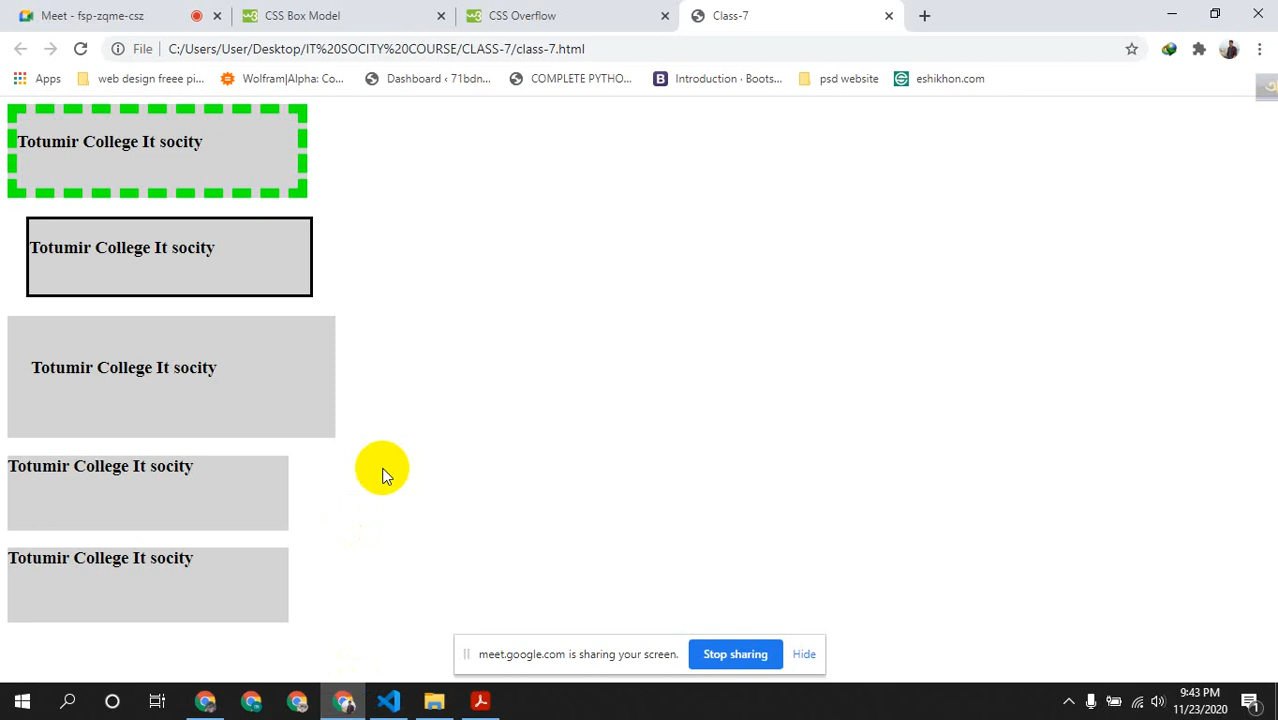 Meet - fsp-zqme-csz
CSS Box Model
CSS Overflow
Class-7
File
C:/Users/User/Desktop/IT%20SOCITY%20COURSE/CLASS-7/class-7.html
Apps
web design freee pi...
Wolfram|Alpha: Co...
Dashboard ‹ 71bdn...
COMPLETE PYTHO...
Introduction · Boots...
psd website
eshikhon.com
Totumir College It socity
Totumir College It socity
Totumir College It socity
Totumir College It socity
Totumir College It socity
meet.google.com is sharing your screen.
Stop sharing
Hide
9:43 PM
11/23/2020